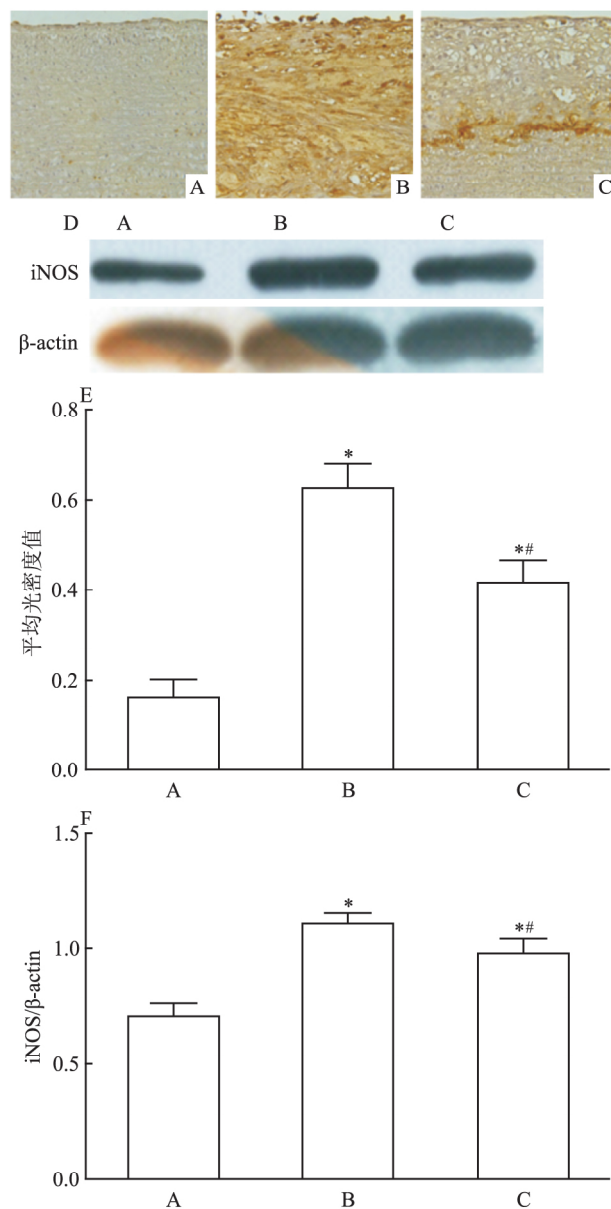 A B C
D A B C
iNOS
β-actin
E
0.8
*
0.6
*#
0.4
0.2
0.0
平均光密度值
A B C
F
1.5
*
*#
1.0
0.5
0.0
iNOS/β-actin
A B C